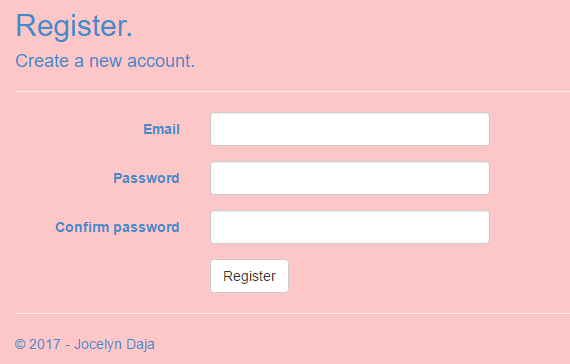 Register.
Create a new account.
Email
Password
Confirm password
Register
© 2017 - Jocelyn Daja